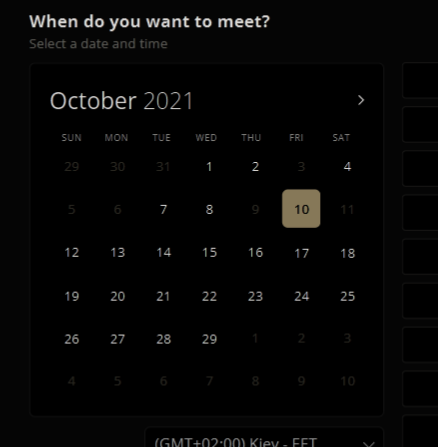 When do you want to meet?
Select a date and time
October 2021
SUN MON TUE WED THU FRI SAT
29 30 31 1 2 3 4
5 6 7 8 9 10 11
12 13 14 15 16 17 18
19 20 21 22 23 24 25
26 27 28 29 1 2 3
4 5 6 7 8 9 10
(GMT+02:00) Kiev - EET